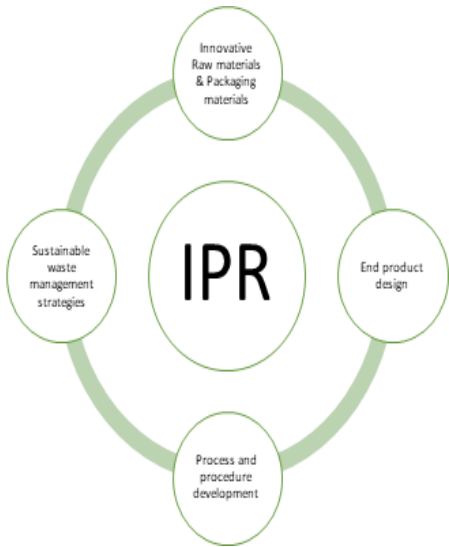 Innovative
Raw materials
& Packaging
materials
Sustainable
waste
management
strategies
IPR
End product
design
Process and
procedure
development